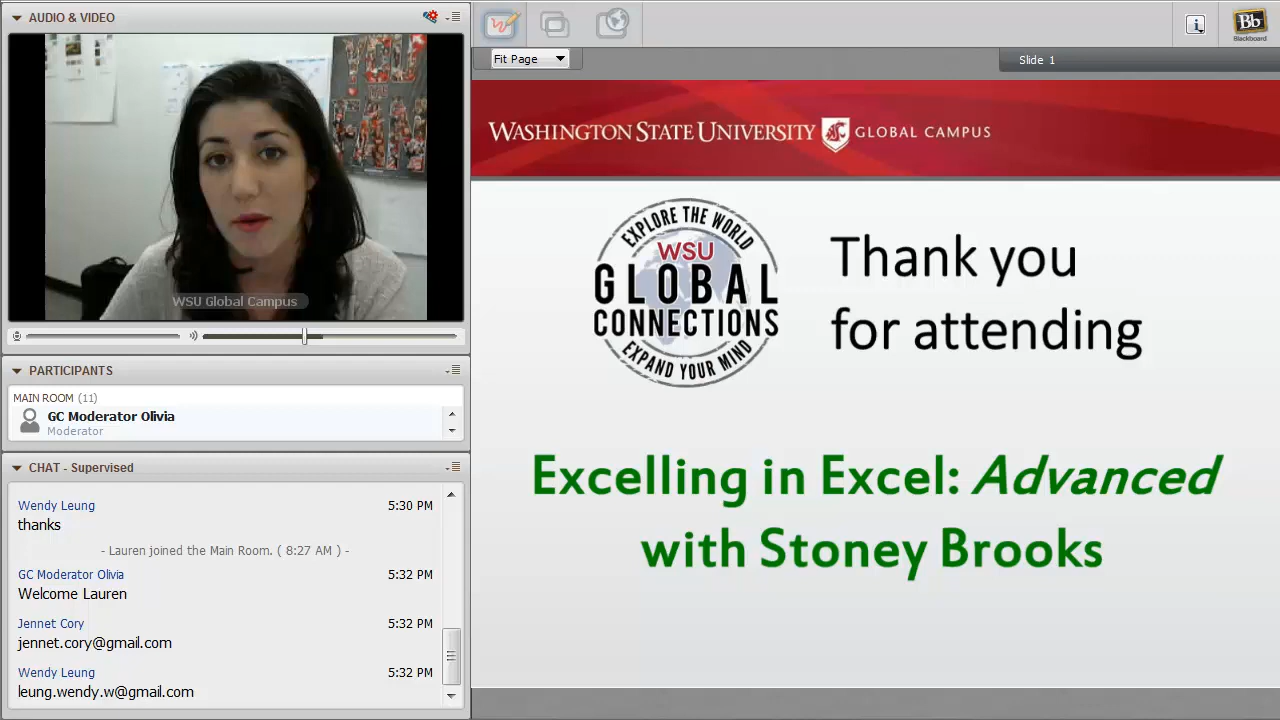 AUDIO & VIDEO
WSU Global Campus
PARTICIPANTS
MAIN ROOM (11)
GC Moderator Olivia
Moderator
CHAT - Supervised
Wendy Leung 5:30 PM
thanks
- Lauren joined the Main Room. ( 8:27 AM ) -
GC Moderator Olivia 5:32 PM
Welcome Lauren
Jennet Cory 5:32 PM
jennet.cory@gmail.com
Wendy Leung 5:32 PM
leung.wendy.w@gmail.com
Bb
Blackboard
Fit Page
Slide 1
WASHINGTON STATE UNIVERSITY GLOBAL CAMPUS
EXPLORE THE WORLD
WSU
GLOBAL
CONNECTIONS
EXPAND YOUR MIND
Thank you
for attending
Excelling in Excel: Advanced
with Stoney Brooks